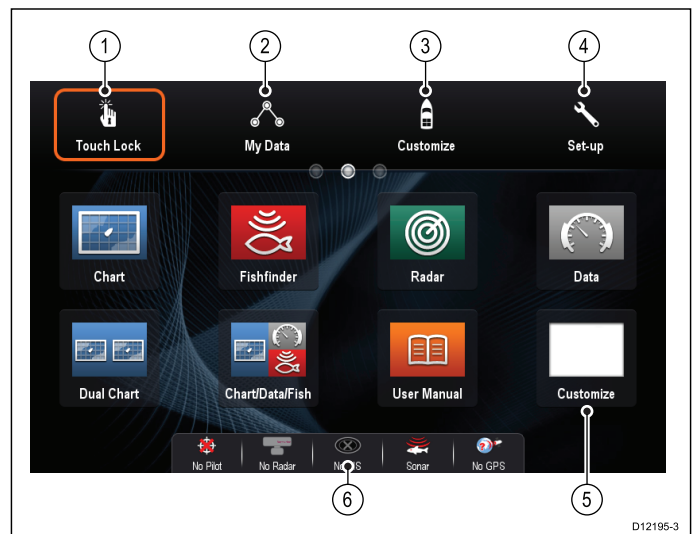 1 2 3 4
Touch Lock My Data Customize Set-up
Chart Fishfinder Radar Data
Dual Chart Chart/Data/Fish User Manual Customize
No Pilot No Radar Sonar No GPS
6 5
D12195-3